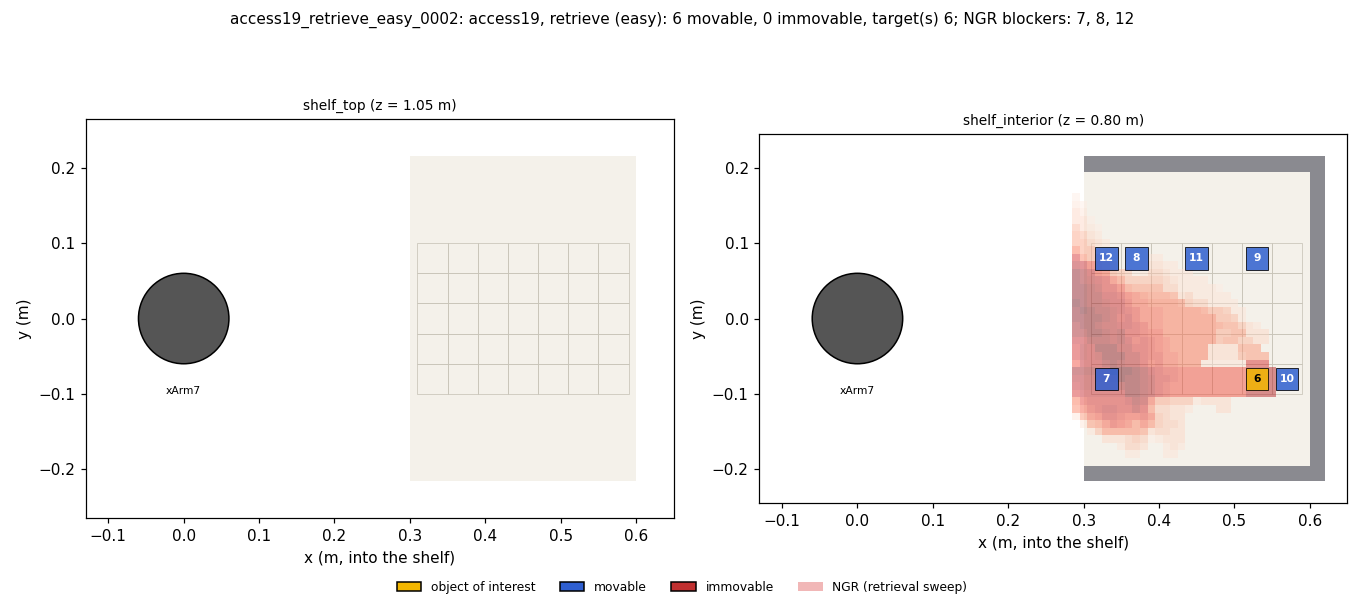 access19_retrieve_easy_0002: access19, retrieve (easy): 6 movable, 0 immovable, target(s) 6; NGR blockers: 7, 8, 12
shelf_top (z = 1.05 m)
0.2
0.1
0.0
−0.1
−0.2
y (m)
xArm7
−0.1 0.0 0.1 0.2 0.3 0.4 0.5 0.6
x (m, into the shelf)
shelf_interior (z = 0.80 m)
0.2
0.1
0.0
−0.1
−0.2
y (m)
12 8 11 9
7 6 10
xArm7
−0.1 0.0 0.1 0.2 0.3 0.4 0.5 0.6
x (m, into the shelf)
object of interest movable immovable NGR (retrieval sweep)